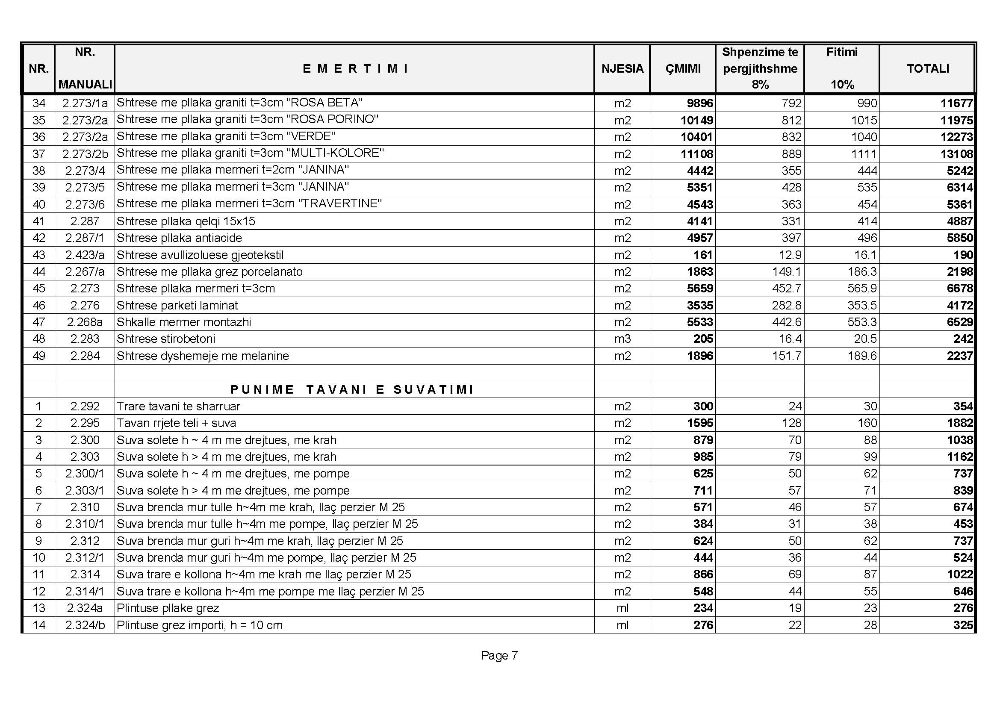 NR. NR. MANUALI E M E R T I M I NJESIA ÇMIMI Shpenzime te pergjithshme 8% Fitimi 10% TOTALI
34 2.273/1a Shtrese me pllaka graniti t=3cm "ROSA BETA" m2 9896 792 990 11677
35 2.273/2a Shtrese me pllaka graniti t=3cm "ROSA PORINO" m2 10149 812 1015 11975
36 2.273/2a Shtrese me pllaka graniti t=3cm "VERDE" m2 10401 832 1040 12273
37 2.273/2b Shtrese me pllaka graniti t=3cm "MULTI-KOLORE" m2 11108 889 1111 13108
38 2.273/4 Shtrese me pllaka mermeri t=2cm "JANINA" m2 4442 355 444 5242
39 2.273/5 Shtrese me pllaka mermeri t=3cm "JANINA" m2 5351 428 535 6314
40 2.273/6 Shtrese me pllaka mermeri t=3cm "TRAVERTINE" m2 4543 363 454 5361
41 2.287 Shtrese pllaka qelqi 15x15 m2 4141 331 414 4887
42 2.287/1 Shtrese pllaka antiacide m2 4957 397 496 5850
43 2.423/a Shtrese avullizoluese gjeotekstil m2 161 12.9 16.1 190
44 2.267/a Shtrese me pllaka grez porcelanato m2 1863 149.1 186.3 2198
45 2.273 Shtrese pllaka mermeri t=3cm m2 5659 452.7 565.9 6678
46 2.276 Shtrese parketi laminat m2 3535 282.8 353.5 4172
47 2.268a Shkalle mermer montazhi m2 5533 442.6 553.3 6529
48 2.283 Shtrese stirobetoni m3 205 16.4 20.5 242
49 2.284 Shtrese dyshemeje me melanine m2 1896 151.7 189.6 2237
P U N I M E T A V A N I E S U V A T I M I
1 2.292 Trare tavani te sharruar m2 300 24 30 354
2 2.295 Tavan rrjete teli + suva m2 1595 128 160 1882
3 2.300 Suva solete h ~ 4 m me drejtues, me krah m2 879 70 88 1038
4 2.303 Suva solete h > 4 m me drejtues, me krah m2 985 79 99 1162
5 2.300/1 Suva solete h ~ 4 m me drejtues, me pompe m2 625 50 62 737
6 2.303/1 Suva solete h > 4 m me drejtues, me pompe m2 711 57 71 839
7 2.310 Suva brenda mur tulle h~4m me krah, llaç perzier M 25 m2 571 46 57 674
8 2.310/1 Suva brenda mur tulle h~4m me pompe, llaç perzier M 25 m2 384 31 38 453
9 2.312 Suva brenda mur guri h~4m me krah, llaç perzier M 25 m2 624 50 62 737
10 2.312/1 Suva brenda mur guri h~4m me pompe, llaç perzier M 25 m2 444 36 44 524
11 2.314 Suva trare e kollona h~4m me krah me llaç perzier M 25 m2 866 69 87 1022
12 2.314/1 Suva trare e kollona h~4m me pompe me llaç perzier M 25 m2 548 44 55 646
13 2.324a Plintuse pllake grez ml 234 19 23 276
14 2.324/b Plintuse grez importi, h = 10 cm ml 276 22 28 325
Page 7